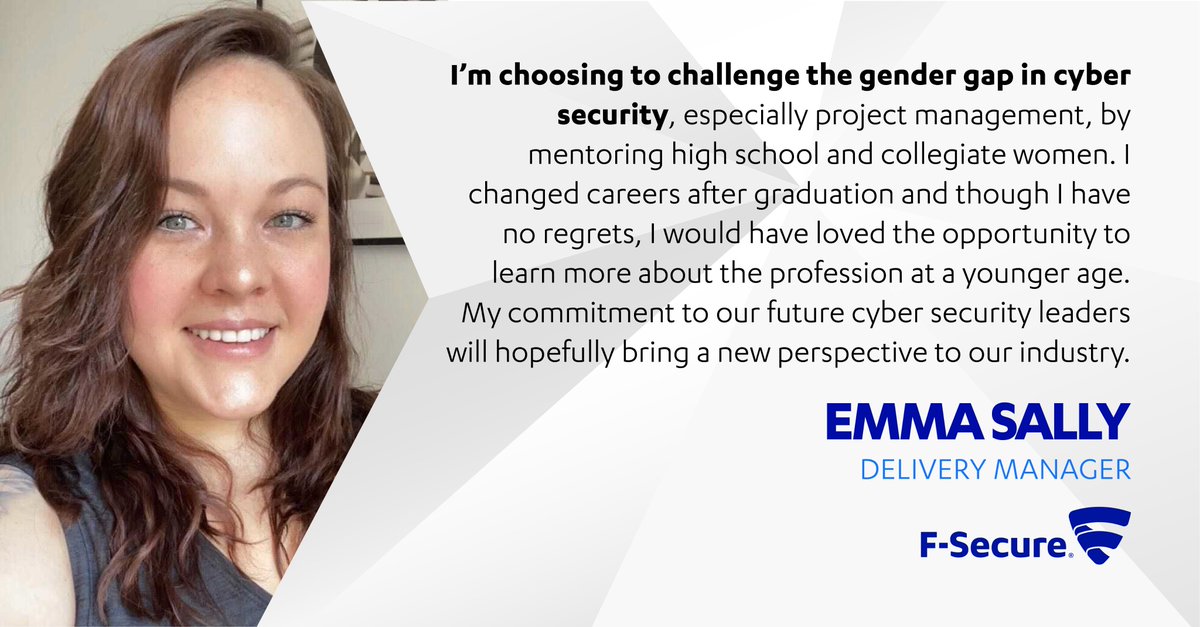 I’m choosing to challenge the gender gap in cyber
security, especially project management, by
mentoring high school and collegiate women. I
changed careers after graduation and though I have
no regrets, I would have loved the opportunity to
learn more about the profession at a younger age.
My commitment to our future cyber security leaders
will hopefully bring a new perspective to our industry.
EMMA SALLY
DELIVERY MANAGER
F-Secure®